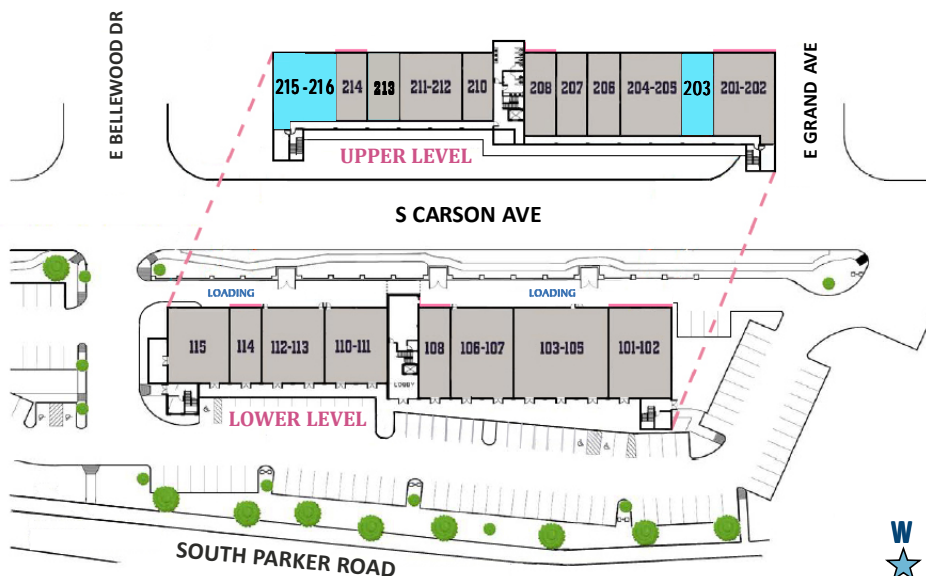 E BELLEWOOD DR
E GRAND AVE
215-216
214
213
211-212
210
208
207
206
204-205
203
201-202
UPPER LEVEL
S CARSON AVE
LOADING
LOADING
115
114
112-113
110-111
LOBBY
108
106-107
103-105
101-102
LOWER LEVEL
SOUTH PARKER ROAD
W